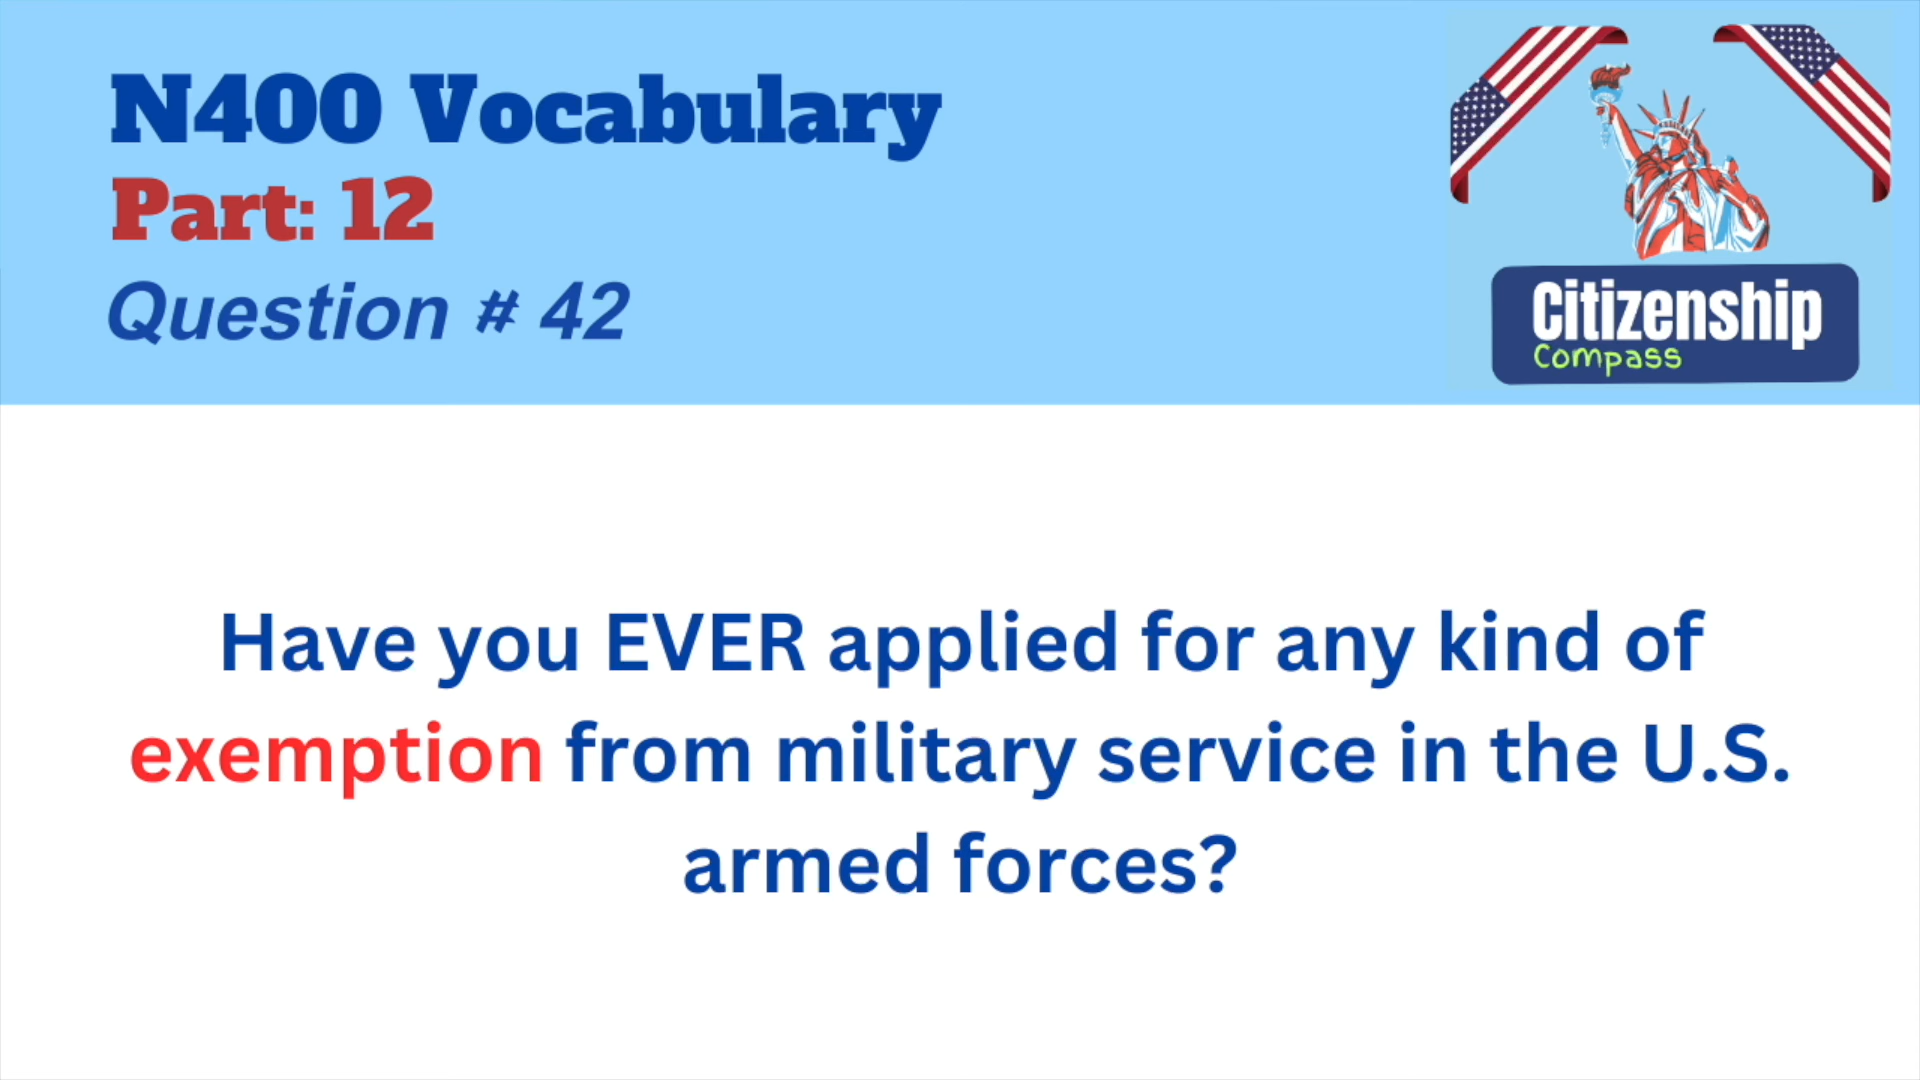 N400 Vocabulary
Part: 12
Question # 42
Citizenship
Compass
Have you EVER applied for any kind of
exemption from military service in the U.S.
armed forces?